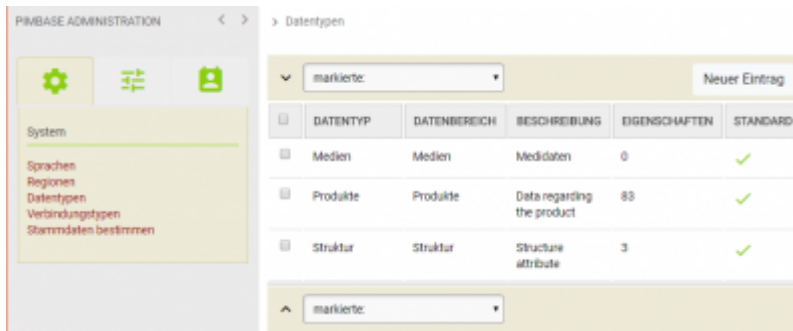 PIMBASE ADMINISTRATION
System
Sprachen
Regionen
Datentypen
Verbindungstypen
Stammdaten bestimmen
> Datentypen
markierte:
Neuer Eintrag
DATENTYP DATENBEREICH BESCHREIBUNG EIGENSCHAFTEN STANDARD
Medien Medien Medidaten 0
Produkte Produkte Data regarding 83
the product
Struktur Struktur Structure 3
attribute
markierte: